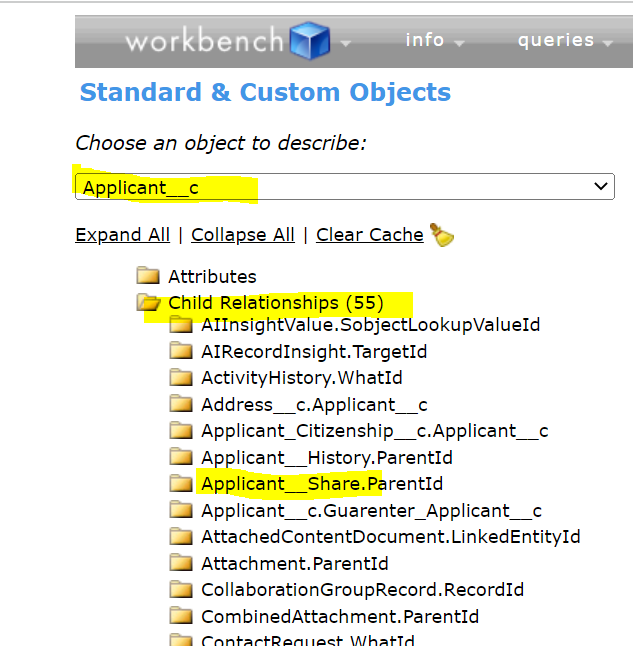 workbench info queries
Standard & Custom Objects
Choose an object to describe:
Applicant__c
Expand All | Collapse All | Clear Cache
Attributes
Child Relationships (55)
AIInsightValue.SobjectLookupValueId
AIRecordInsight.TargetId
ActivityHistory.WhatId
Address__c.Applicant__c
Applicant_Citizenship__c.Applicant__c
Applicant__History.ParentId
Applicant__Share.ParentId
Applicant__c.Guarenter_Applicant__c
AttachedContentDocument.LinkedEntityId
Attachment.ParentId
CollaborationGroupRecord.RecordId
CombinedAttachment.ParentId
ContactRequest.WhatId